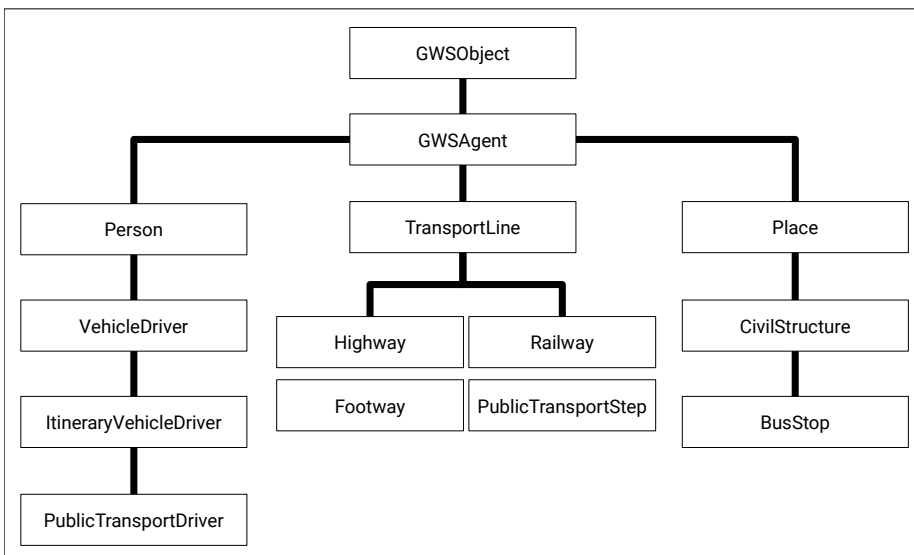 GWSObject
GWSAgent
Person
TransportLine
Place
VehicleDriver
Highway
Railway
CivilStructure
Footway
PublicTransportStep
ItineraryVehicleDriver
BusStop
PublicTransportDriver